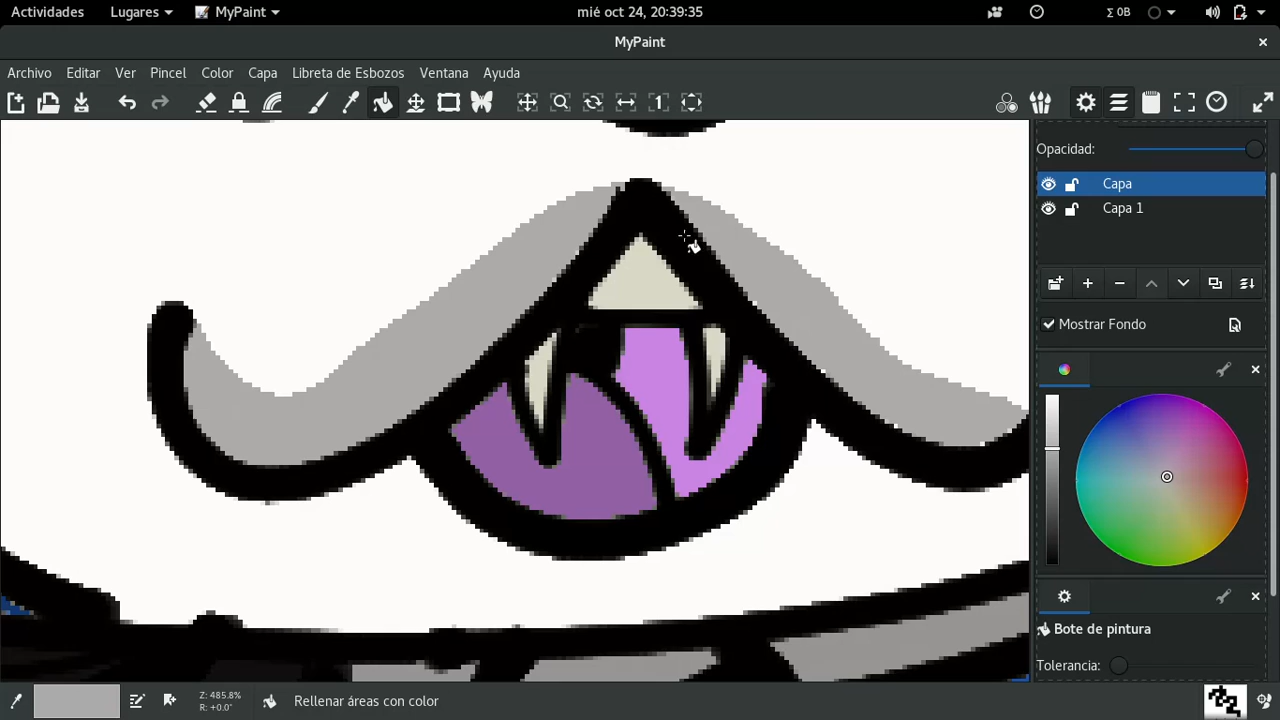 Actividades Lugares MyPaint mié oct 24, 20:39:35 Σ 0B
MyPaint
Archivo Editar Ver Pincel Color Capa Libreta de Esbozos Ventana Ayuda
1
Opacidad:
Capa
Capa 1
Mostrar Fondo
Bote de pintura
Tolerancia:
Z: 485.8%
R: +0.0°
Rellenar áreas con color